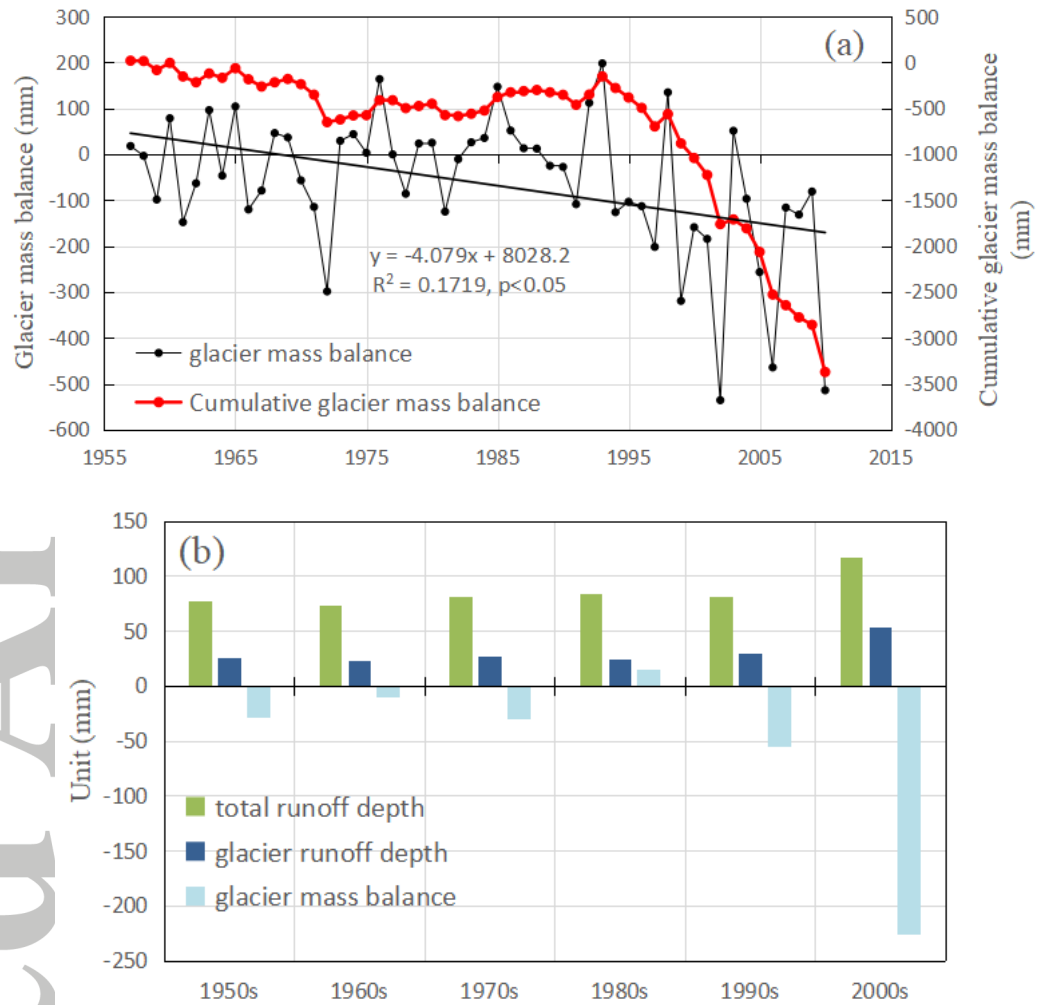 300
200
100
0
-100
-200
-300
-400
-500
-600
Glacier mass balance (mm)
(a)
y = -4.079x + 8028.2
R² = 0.1719, p<0.05
glacier mass balance
Cumulative glacier mass balance
500
0
-500
-1000
-1500
-2000
-2500
-3000
-3500
-4000
Cumulative glacier mass balance
(mm)
1955 1965 1975 1985 1995 2005 2015
150
100
50
0
-50
-100
-150
-200
-250
Unit (mm)
(b)
total runoff depth
glacier runoff depth
glacier mass balance
1950s 1960s 1970s 1980s 1990s 2000s